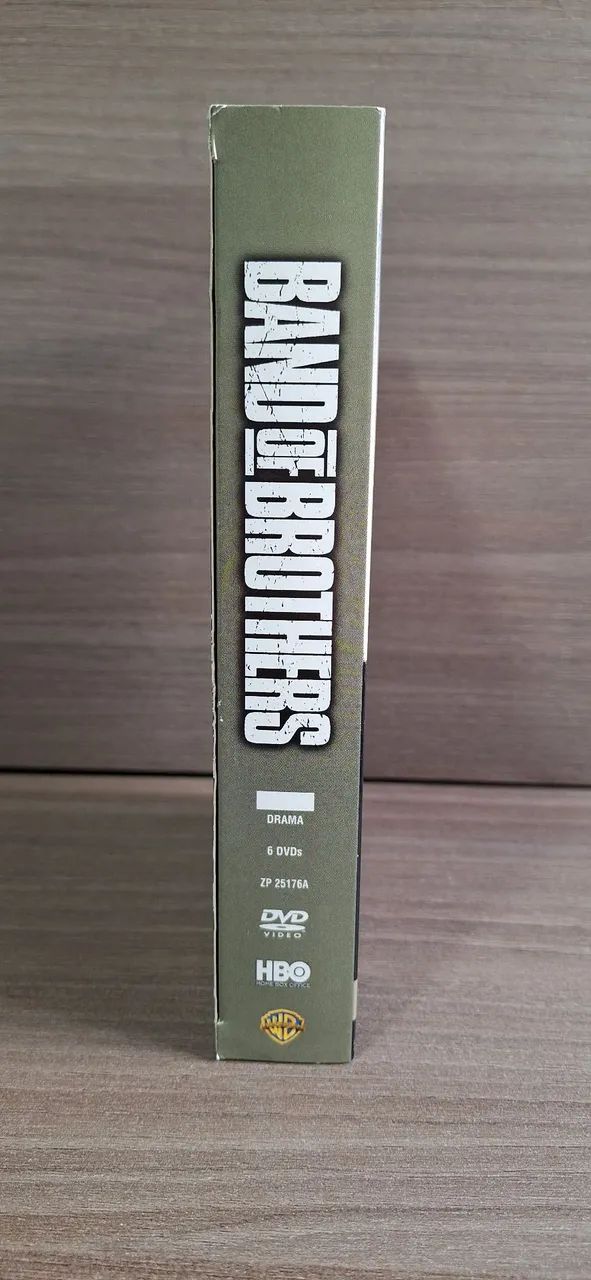 BAND OF BROTHERS
DRAMA
6 DVDs
ZP 25176A
DVD
VIDEO
HBO
HOME BOX OFFICE
WB